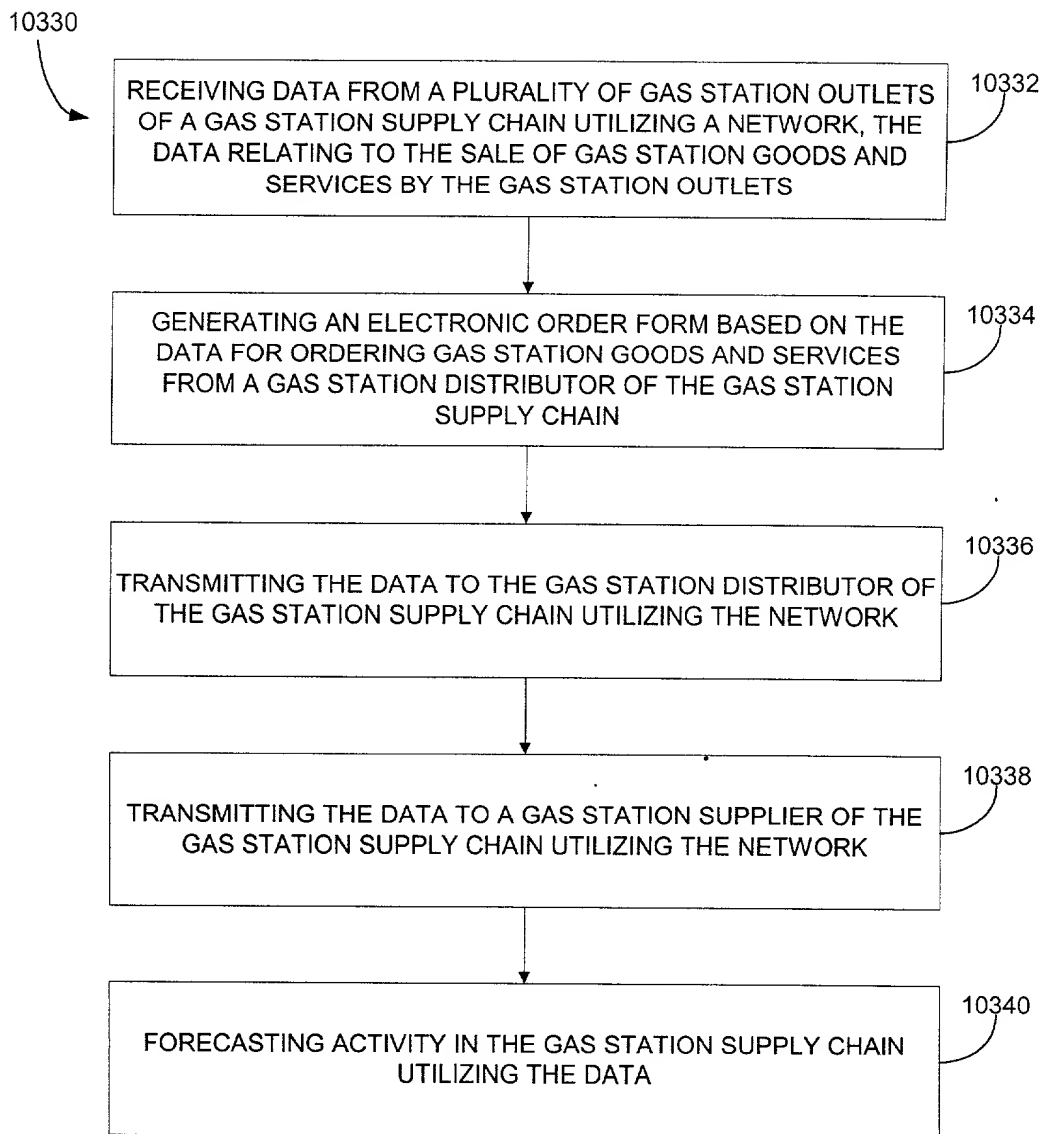 10330
RECEIVING DATA FROM A PLURALITY OF GAS STATION OUTLETS
OF A GAS STATION SUPPLY CHAIN UTILIZING A NETWORK, THE
DATA RELATING TO THE SALE OF GAS STATION GOODS AND
SERVICES BY THE GAS STATION OUTLETS
10332
GENERATING AN ELECTRONIC ORDER FORM BASED ON THE
DATA FOR ORDERING GAS STATION GOODS AND SERVICES
FROM A GAS STATION DISTRIBUTOR OF THE GAS STATION
SUPPLY CHAIN
10334
TRANSMITTING THE DATA TO THE GAS STATION DISTRIBUTOR OF
THE GAS STATION SUPPLY CHAIN UTILIZING THE NETWORK
10336
TRANSMITTING THE DATA TO A GAS STATION SUPPLIER OF THE
GAS STATION SUPPLY CHAIN UTILIZING THE NETWORK
10338
FORECASTING ACTIVITY IN THE GAS STATION SUPPLY CHAIN
UTILIZING THE DATA
10340